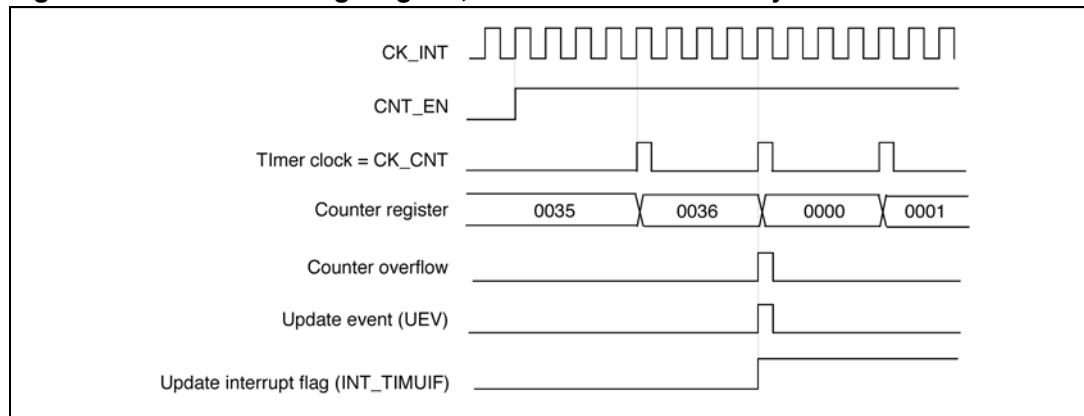 CK_INT
CNT_EN
TImer clock = CK_CNT
Counter register 0035 0036 0000 0001
Counter overflow
Update event (UEV)
Update interrupt flag (INT_TIMUIF)